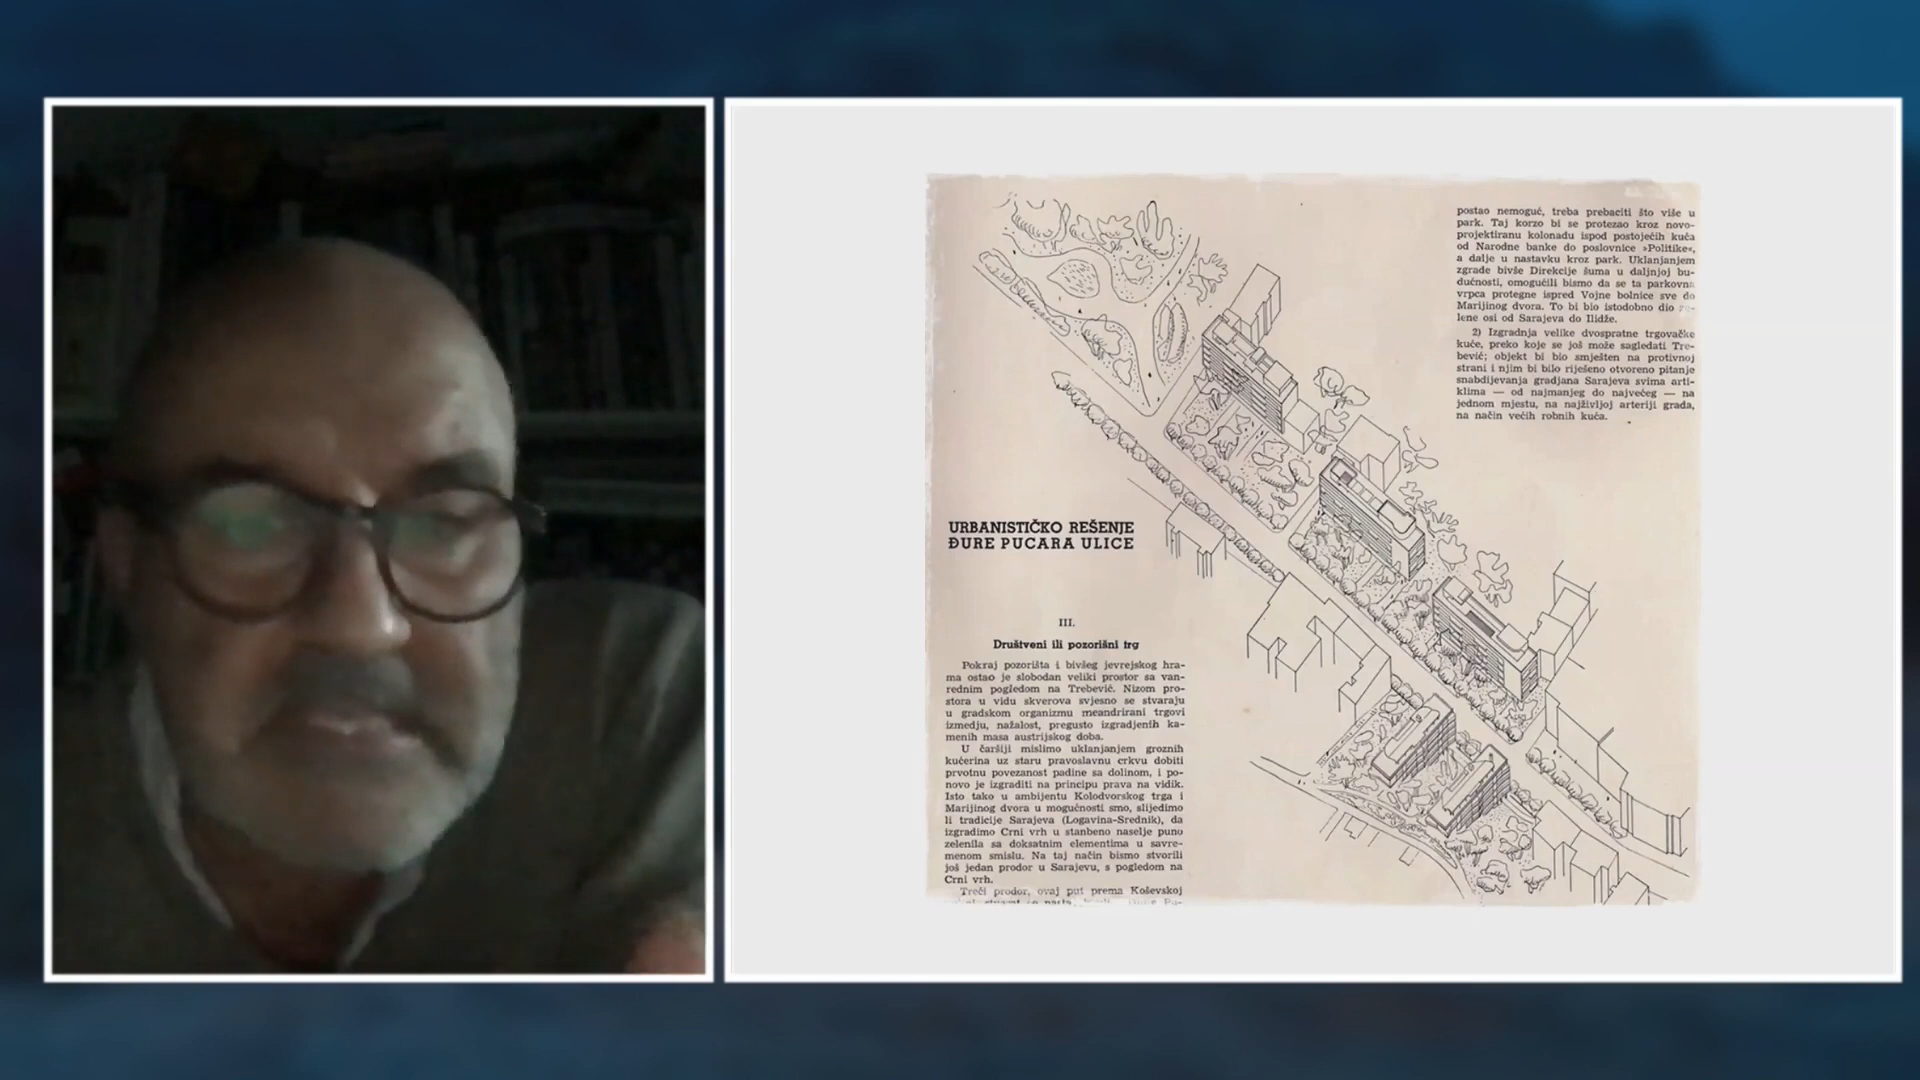 URBANISTIČKO REŠENJE
ĐURE PUCARA ULICE
III.
Društveni ili pozorišni trg
Pokraj pozorišta i bivšeg jevrejskog hra-
ma ostao je slobodan veliki prostor sa van-
rednim pogledom na Trebević. Nizom pro-
stora u vidu skverova svjesno se stvaraju
u gradskom organizmu meandrirani trgovi
izmedju, nažalost, pregusto izgradjenih ka-
menih masa austrijskog doba.
U čaršiji mislimo uklanjanjem groznih
kućerina uz staru pravoslavnu crkvu dobiti
prvotnu povezanost padine sa dolinom, i po-
novo je izgraditi na principu prava na vidik.
Isto tako u ambijentu Kolodvorskog trga i
Marijinog dvora u mogućnosti smo, slijedimo
li tradicije Sarajeva (Logavina-Srednik), da
izgradimo Crni vrh u stanbeno naselje puno
zelenila sa doksatnim elementima u savre-
menom smislu. Na taj način bismo stvorili
još jedan prodor u Sarajevu, s pogledom na
Crni vrh.
Treći prodor, ovaj put prema Koševskoj
postao nemoguć, treba prebaciti što više u
park. Taj korzo bi se protezao kroz novo-
projektiranu kolonadu ispod postojećih kuća
od Narodne banke do poslovnice »Politike«,
a dalje u nastavku kroz park. Uklanjanjem
zgrade bivše Direkcije šuma u daljnjoj bu-
dućnosti, omogućili bismo da se ta parkovna
vrpca protegne ispred Vojne bolnice sve do
Marijinog dvora. To bi bio istodobno dio
lene osi od Sarajeva do Ilidže.
2) Izgradnja velike dvospratne trgovačke
kuće, preko koje se još može sagledati Tre-
bević; objekt bi bio smješten na protivnoj
strani i njim bi bilo riješeno otvoreno pitanje
snabdijevanja gradjana Sarajeva svima arti-
klima — od najmanjeg do najvećeg — na
jednom mjestu, na najživljoj arteriji grada,
na način većih robnih kuća.